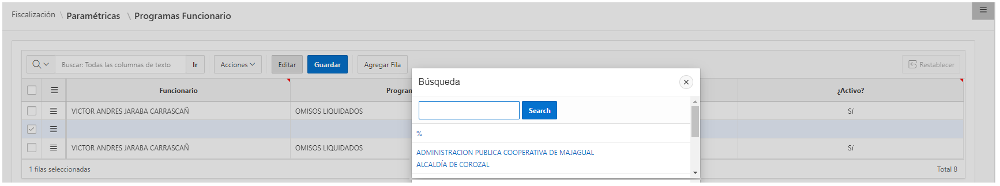 Fiscalización \ Paramétricas \ Programas Funcionario
Buscar: Todas las columnas de texto Ir Acciones Editar Guardar Agregar Fila Restablecer
Búsqueda
Funcionario Program ¿Activo?
Search
VICTOR ANDRES JARABA CARRASCAÑ OMISOS LIQUIDADOS Sí
%
VICTOR ANDRES JARABA CARRASCAÑ OMISOS LIQUIDADOS Sí
ADMINISTRACION PUBLICA COOPERATIVA DE MAJAGUAL
ALCALDÍA DE COROZAL
1 filas seleccionadas Total 8